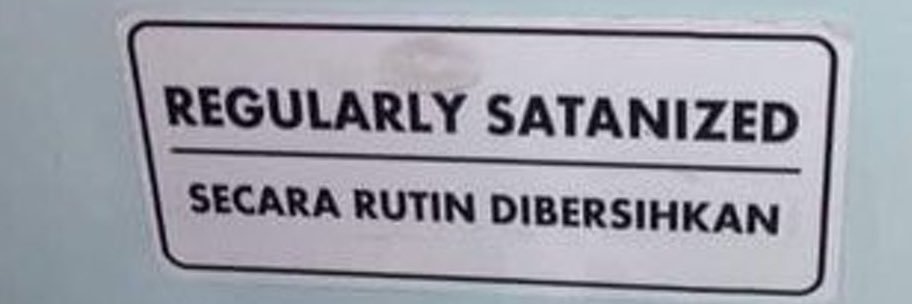 REGULARLY SATANIZED
SECARA RUTIN DIBERSIHKAN